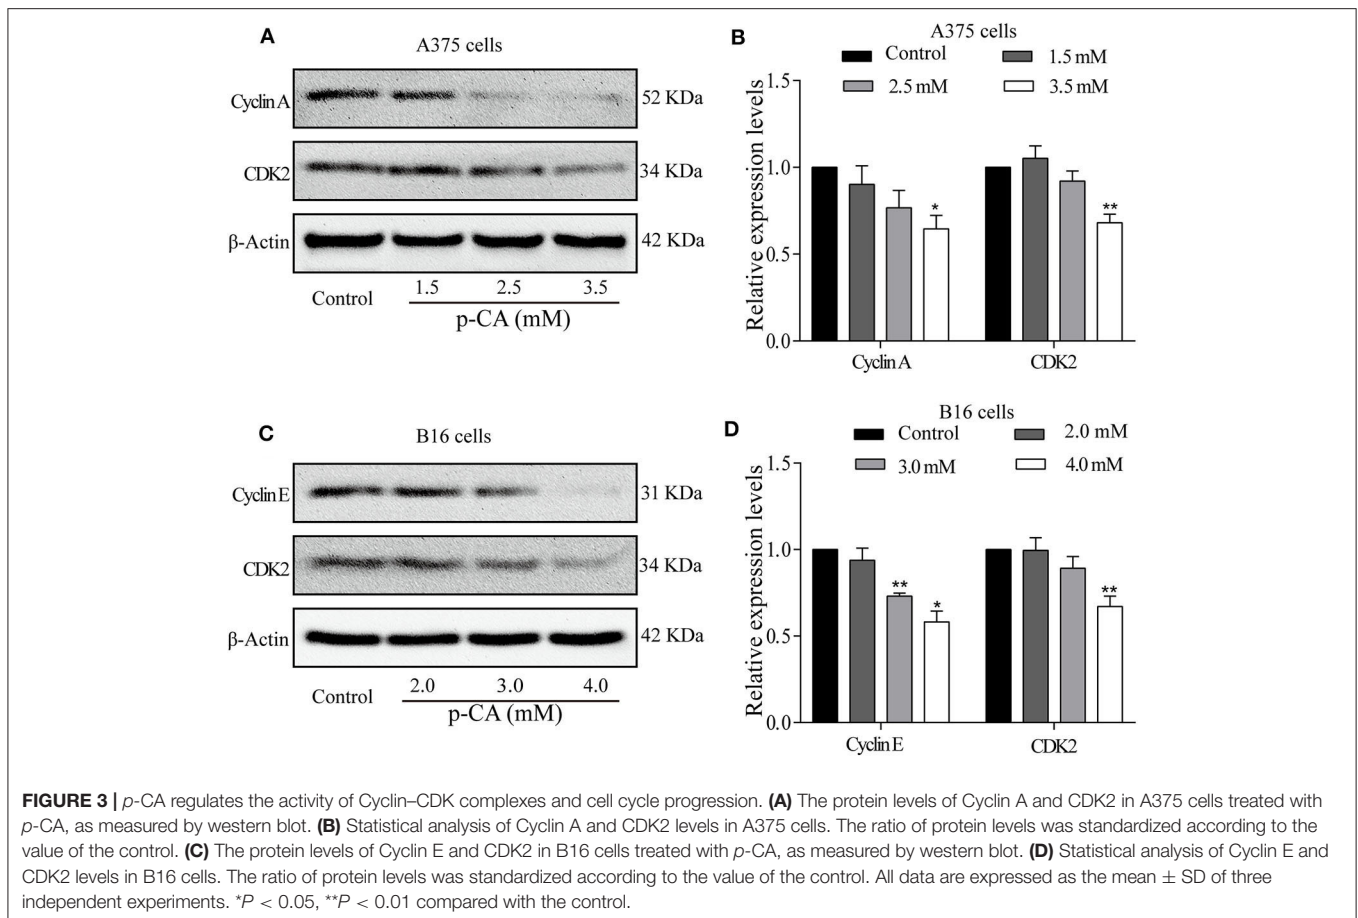 A
A375 cells
Cyclin A
52 KDa
CDK2
34 KDa
β-Actin
42 KDa
Control
1.5 2.5 3.5
p-CA (mM)
B
A375 cells
Control 1.5 mM
2.5 mM 3.5 mM
Relative expression levels
1.5
1.0
0.5
0.0
*
**
Cyclin A CDK2
C
B16 cells
Cyclin E
31 KDa
CDK2
34 KDa
β-Actin
42 KDa
Control
2.0 3.0 4.0
p-CA (mM)
D
B16 cells
Control 2.0 mM
3.0 mM 4.0 mM
Relative expression levels
1.5
1.0
0.5
0.0
**
*
**
Cyclin E CDK2
FIGURE 3 | p-CA regulates the activity of Cyclin–CDK complexes and cell cycle progression. (A) The protein levels of Cyclin A and CDK2 in A375 cells treated with
p-CA, as measured by western blot. (B) Statistical analysis of Cyclin A and CDK2 levels in A375 cells. The ratio of protein levels was standardized according to the
value of the control. (C) The protein levels of Cyclin E and CDK2 in B16 cells treated with p-CA, as measured by western blot. (D) Statistical analysis of Cyclin E and
CDK2 levels in B16 cells. The ratio of protein levels was standardized according to the value of the control. All data are expressed as the mean ± SD of three
independent experiments. *P < 0.05, **P < 0.01 compared with the control.